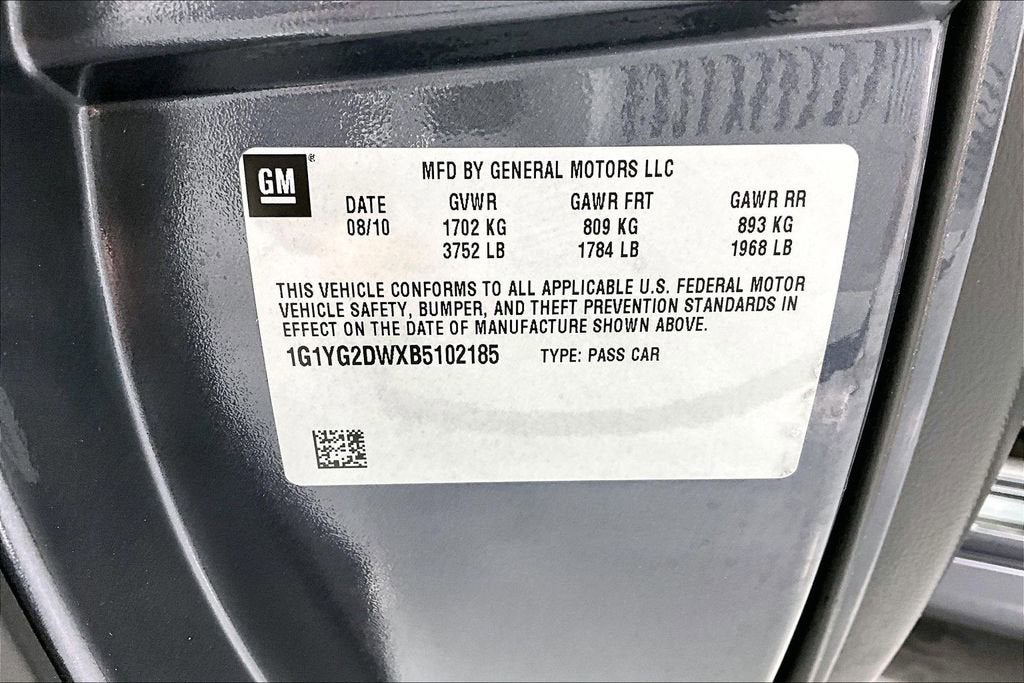 GM ®
MFD BY GENERAL MOTORS LLC
DATE GVWR GAWR FRT GAWR RR
08/10 1702 KG 809 KG 893 KG
3752 LB 1784 LB 1968 LB
THIS VEHICLE CONFORMS TO ALL APPLICABLE U.S. FEDERAL MOTOR
VEHICLE SAFETY, BUMPER, AND THEFT PREVENTION STANDARDS IN
EFFECT ON THE DATE OF MANUFACTURE SHOWN ABOVE.
1G1YG2DWXB5102185 TYPE: PASS CAR